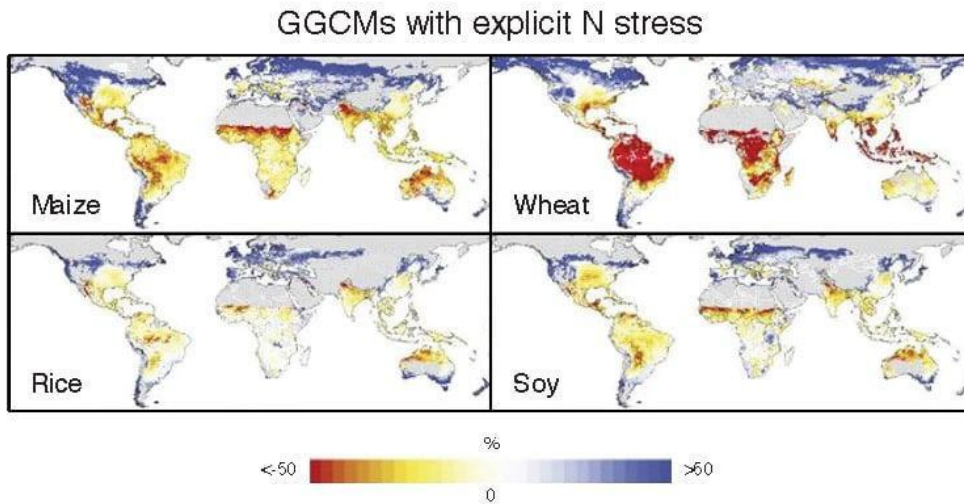 GGCMs with explicit N stress
Maize
Wheat
Rice
Soy
%
<-50
>50
0